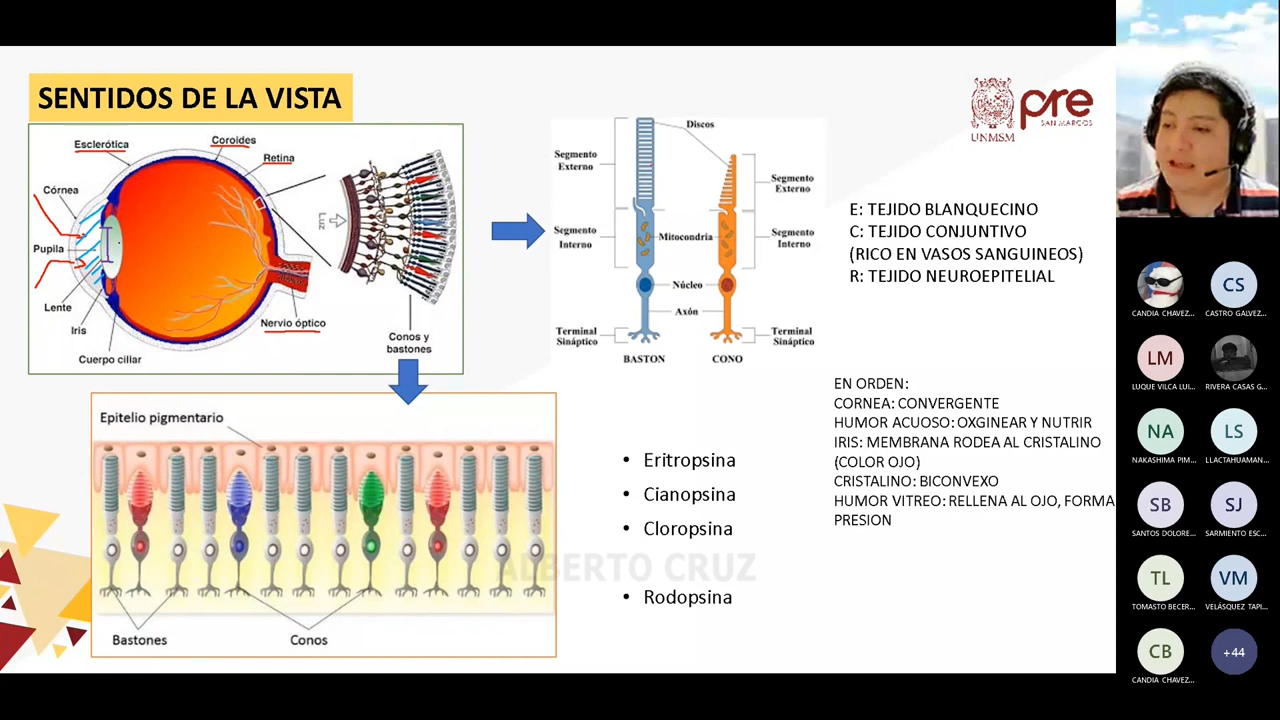 SENTIDOS DE LA VISTA
Esclerótica
Coroides
Retina
Córnea
Pupila
Lente
Iris
Cuerpo ciliar
Nervio óptico
Luz
Conos y
bastones
Discos
Segmento
Externo
Segmento
Externo
Segmento
Interno
Mitocondria
Segmento
Interno
Núcleo
Axón
Terminal
Sináptico
Terminal
Sináptico
BASTON
CONO
pre
SAN MARCOS
UNMSM
E: TEJIDO BLANQUECINO
C: TEJIDO CONJUNTIVO
(RICO EN VASOS SANGUINEOS)
R: TEJIDO NEUROEPITELIAL
EN ORDEN:
CORNEA: CONVERGENTE
HUMOR ACUOSO: OXGINEAR Y NUTRIR
IRIS: MEMBRANA RODEA AL CRISTALINO
(COLOR OJO)
CRISTALINO: BICONVEXO
HUMOR VITREO: RELLENA AL OJO, FORMA
PRESION
Epitelio pigmentario
Bastones
Conos
• Eritropsina
• Cianopsina
• Cloropsina
• Rodopsina
ALBERTO CRUZ
CANDIA CHAVEZ...
CS
CASTRO GALVEZ...
LM
LUQUE VILCA LUI...
RIVERA CASAS G...
NA
NAKASHIMA PIM...
LS
LLACTAHUAMAN...
SB
SANTOS DOLORE...
SJ
SARMIENTO ESC...
TL
TOMASTO BECER...
VM
VELÁSQUEZ TAPI...
CB
CANDIA CHAVEZ...
+44